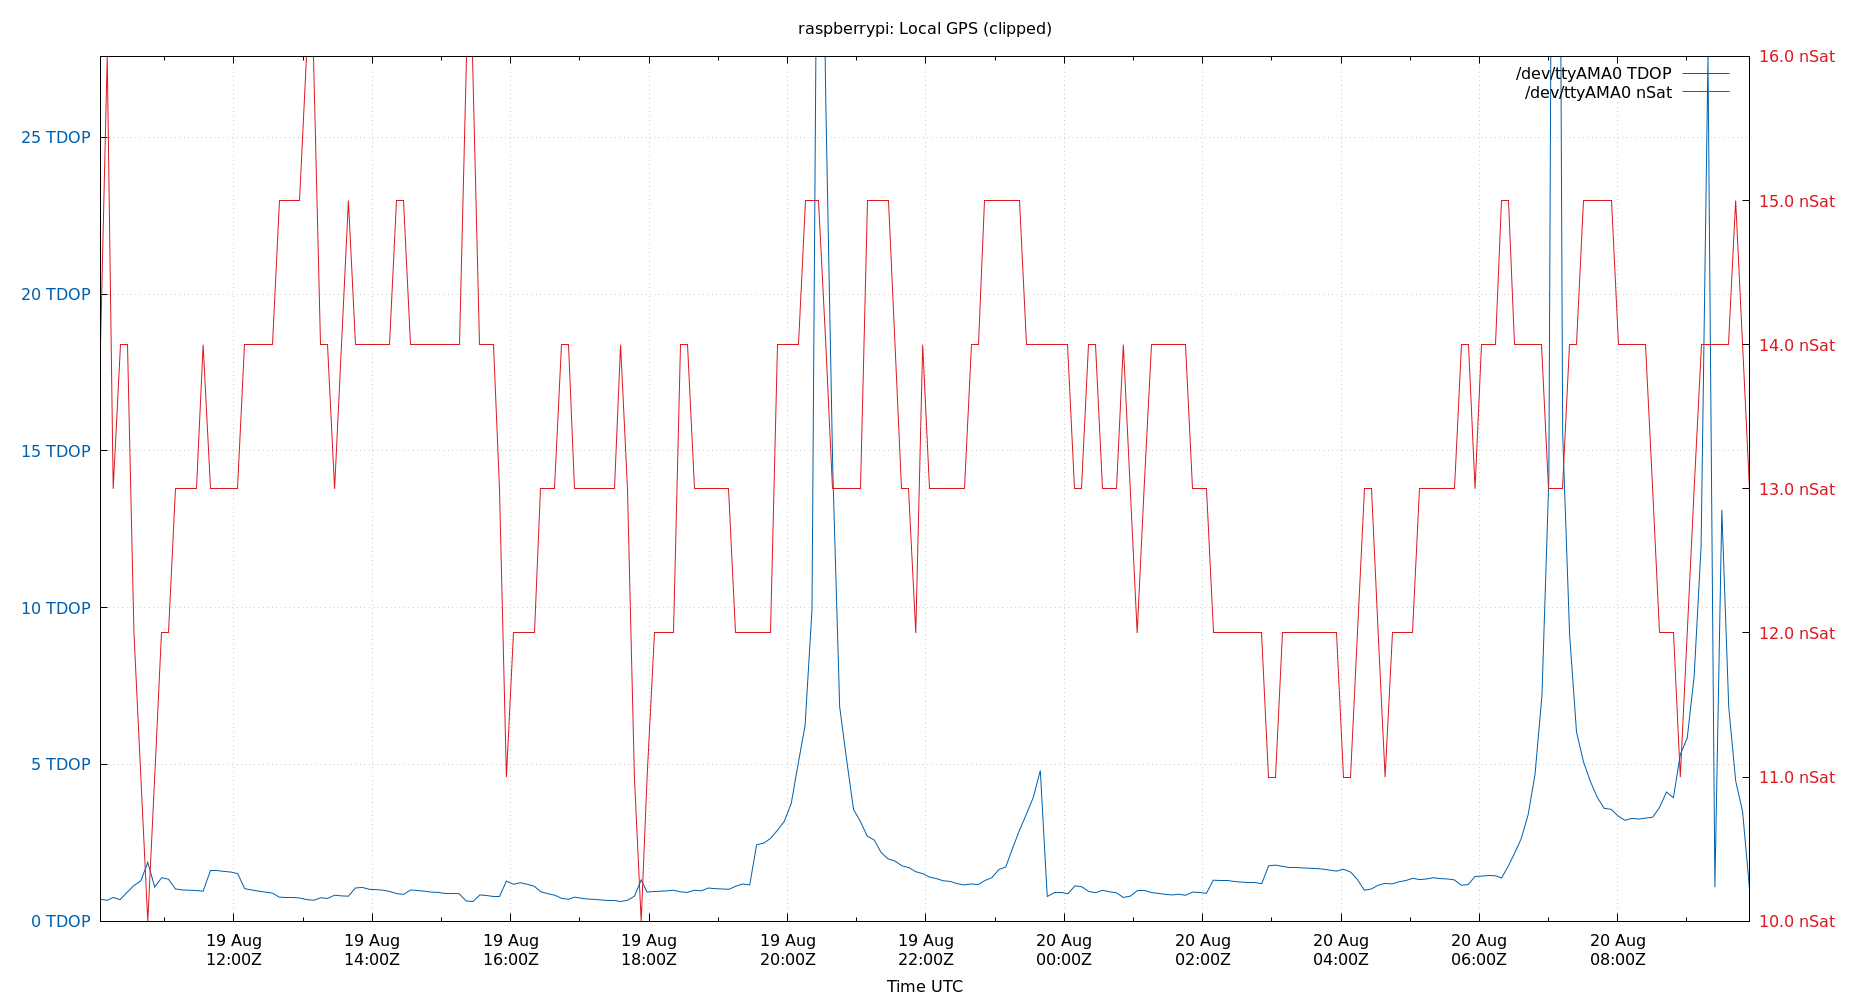 raspberrypi: Local GPS (clipped)
16.0 nSat
/dev/ttyAMA0 TDOP
/dev/ttyAMA0 nSat
25 TDOP
15.0 nSat
20 TDOP
14.0 nSat
15 TDOP
13.0 nSat
10 TDOP
12.0 nSat
5 TDOP
11.0 nSat
0 TDOP
10.0 nSat
19 Aug
12:00Z
19 Aug
14:00Z
19 Aug
16:00Z
19 Aug
18:00Z
19 Aug
20:00Z
19 Aug
22:00Z
20 Aug
00:00Z
20 Aug
02:00Z
20 Aug
04:00Z
20 Aug
06:00Z
20 Aug
08:00Z
Time UTC